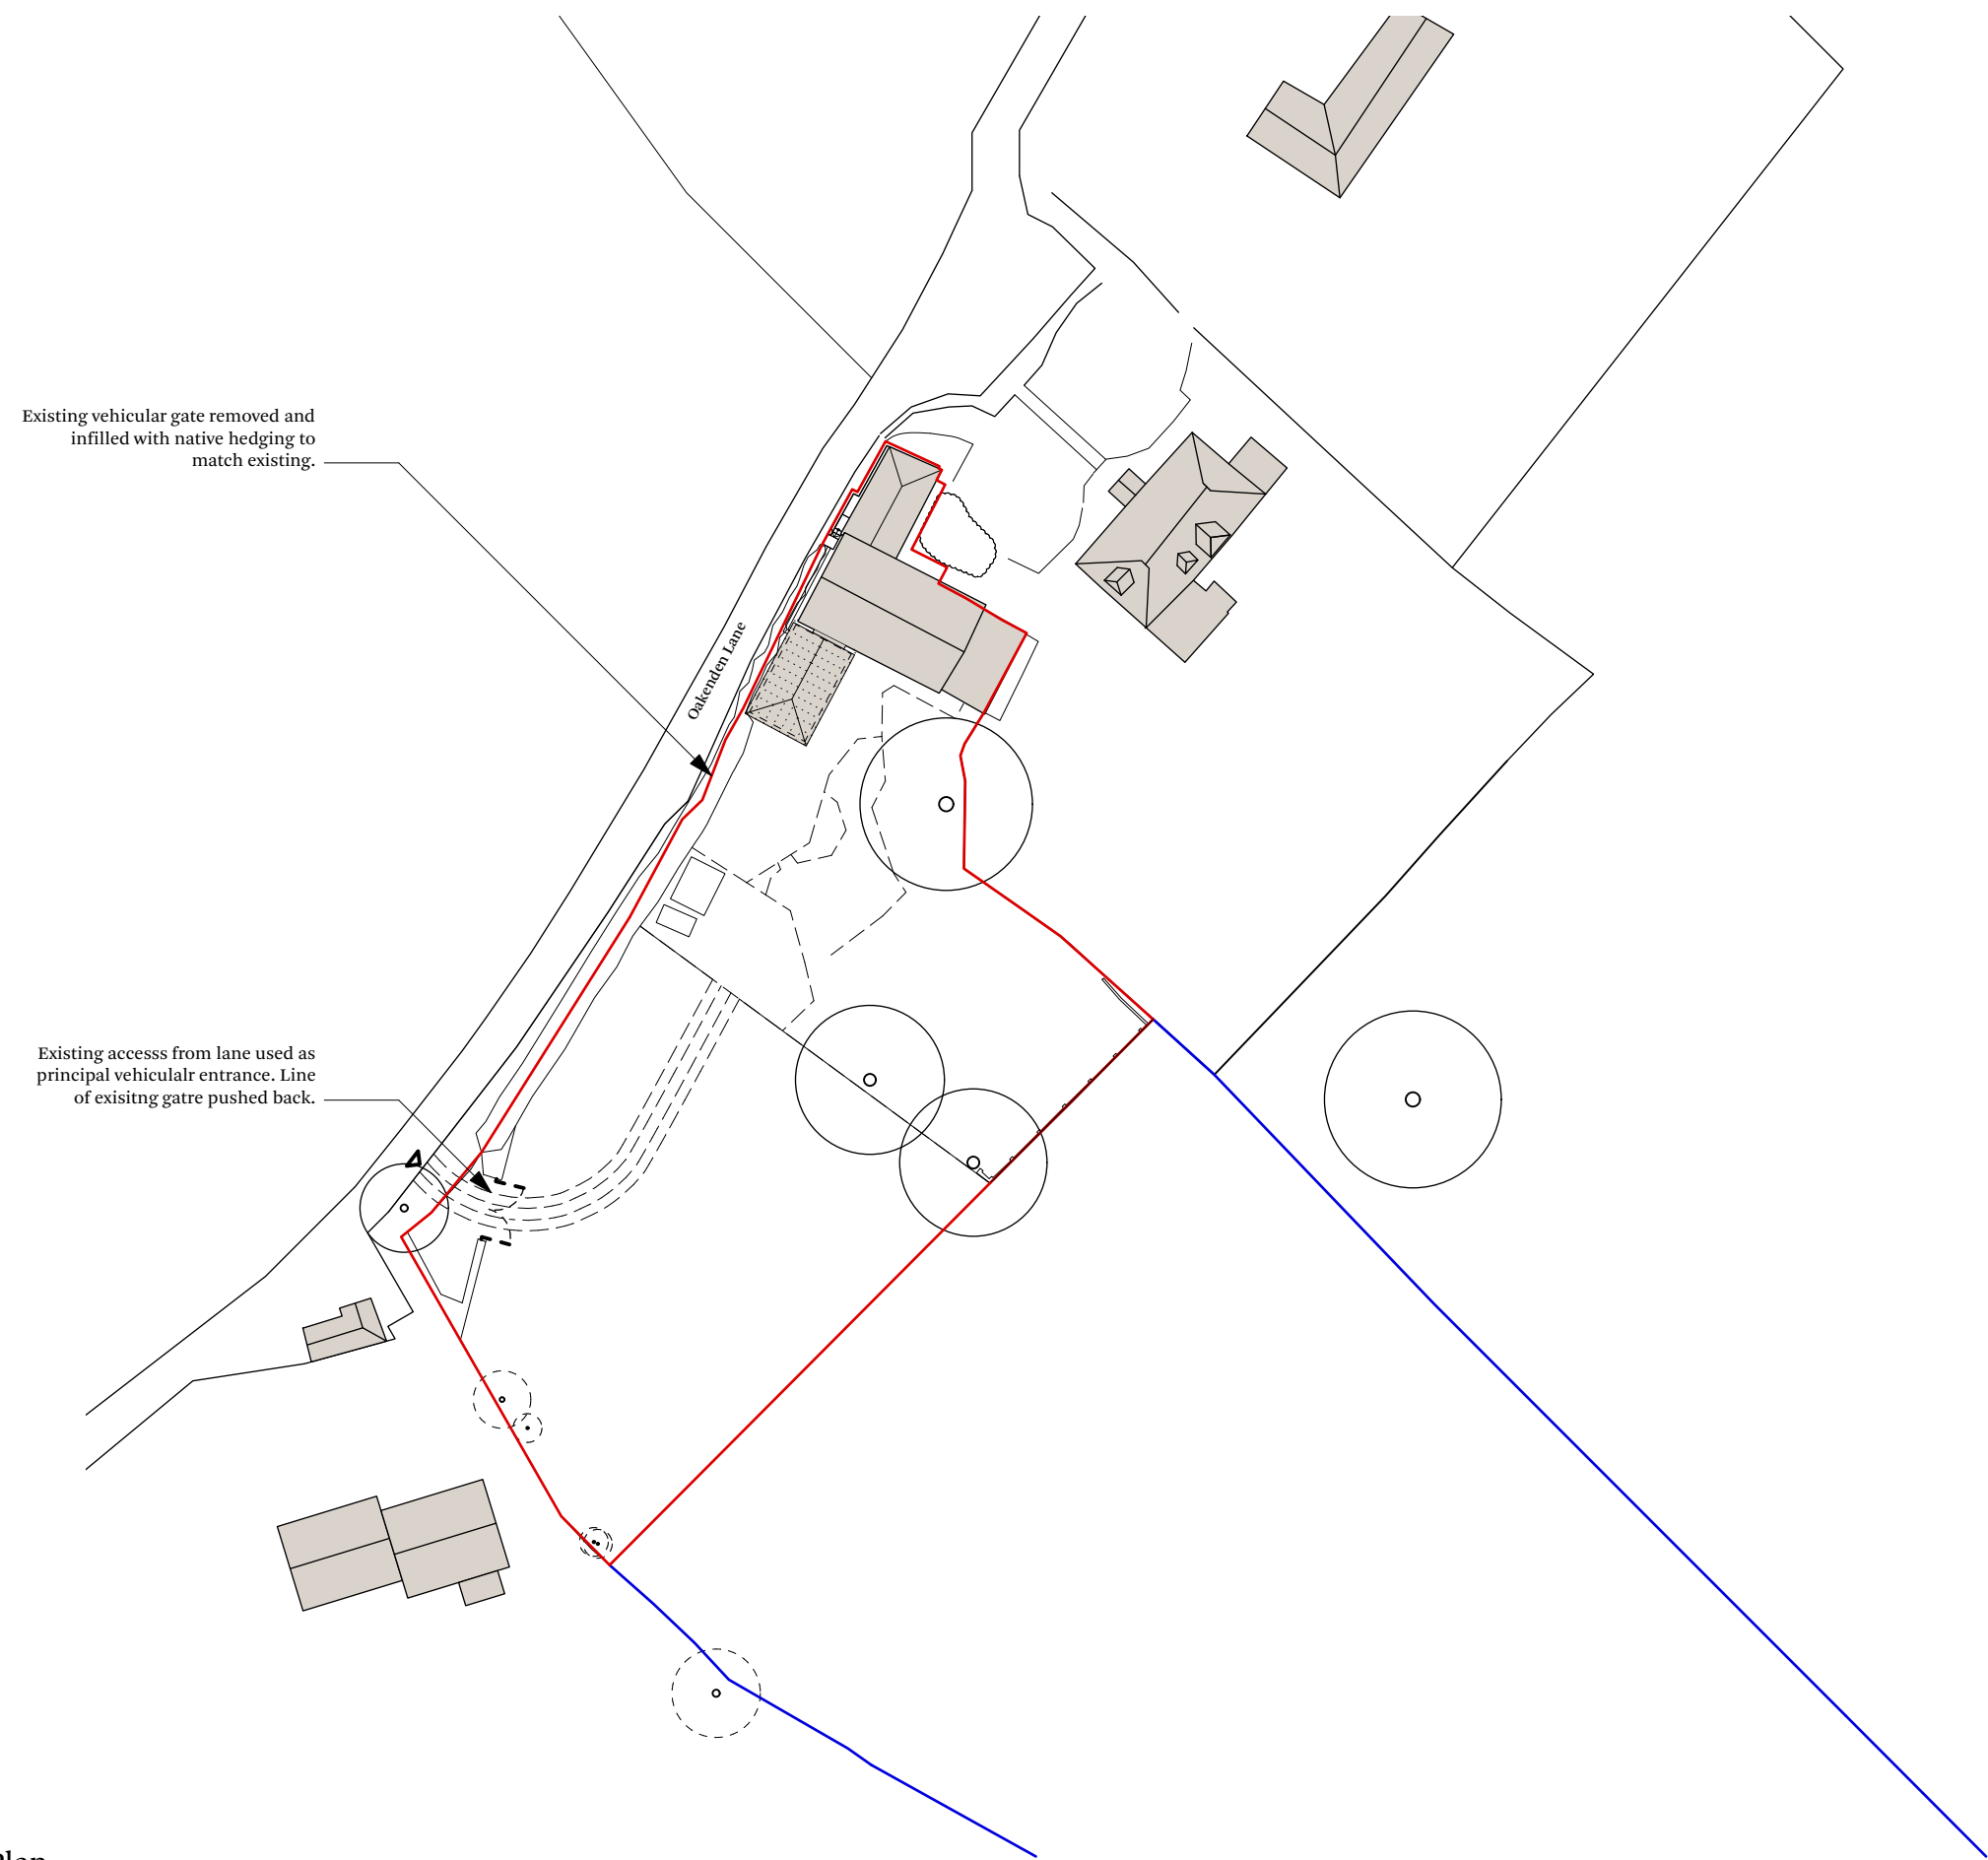 Existing vehicular gate removed and
infilled with native hedging to
match existing.
Oakenden Lane
Existing accesss from lane used as
principal vehiculalr entrance. Line
of exisitng gatre pushed back.
Plan